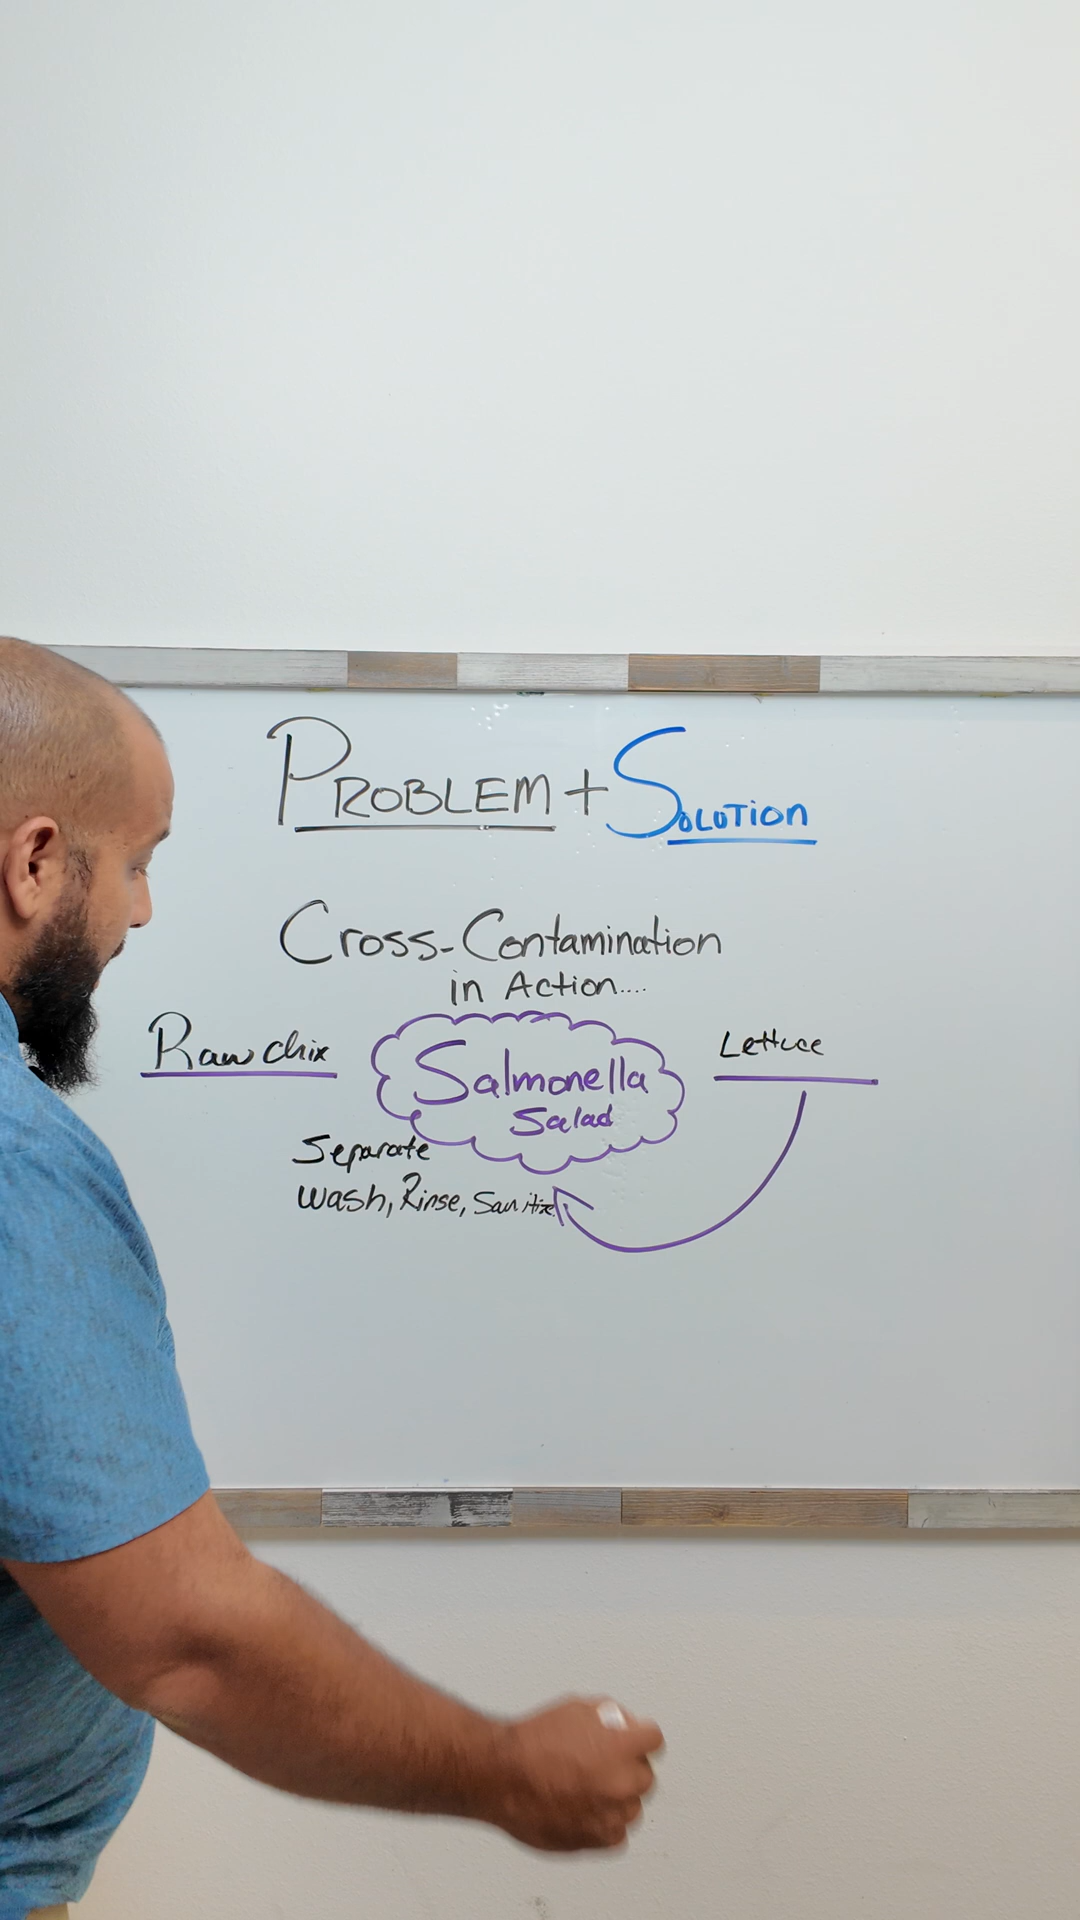 PROBLEM + SOLUTION
Cross-Contamination
in Action....
Raw chix
Salmonella
Salad
Lettuce
Separate
Wash, Rinse, Sanitize